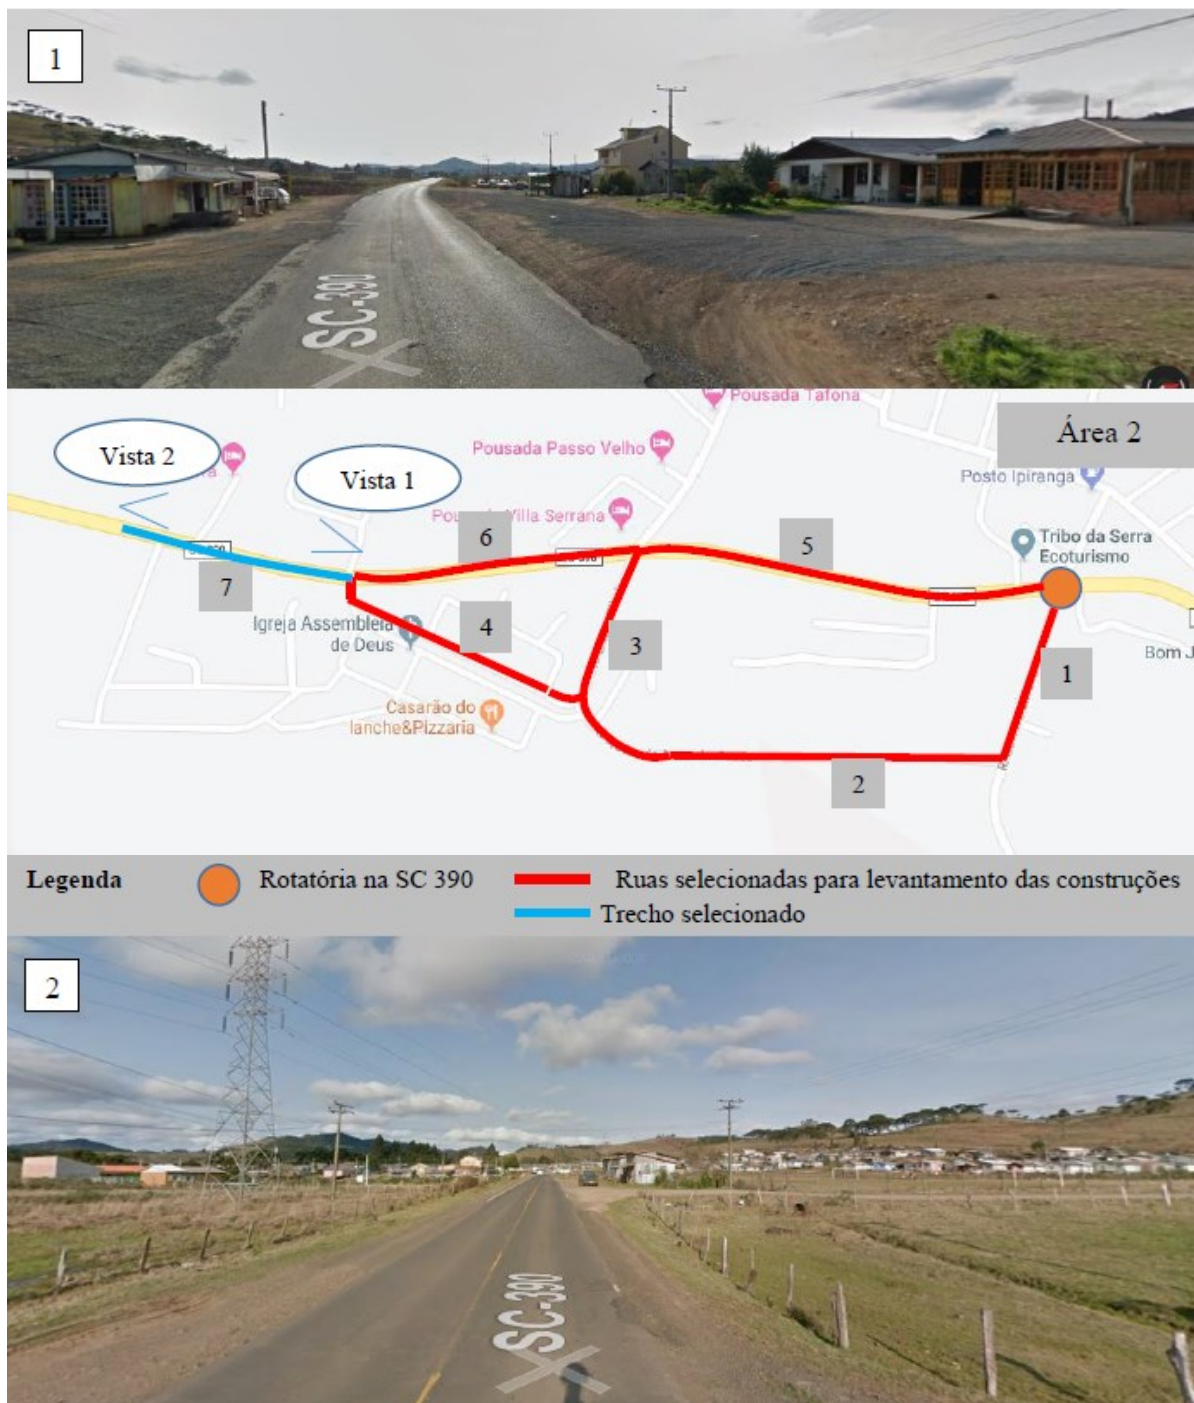 1
SC-390
Pousada Tafona
Área 2
Vista 2
Vista 1
Pousada Passo Velho
Posto Ipiranga
Villa Serrana
Tribo da Serra
Ecoturismo
6
5
7
Igreja Assembleia
de Deus
4
3
1
Bom J
Casarão do
lanche&Pizzaria
2
Legenda
Rotatória na SC 390
Ruas selecionadas para levantamento das construções
Trecho selecionado
2
SC-390